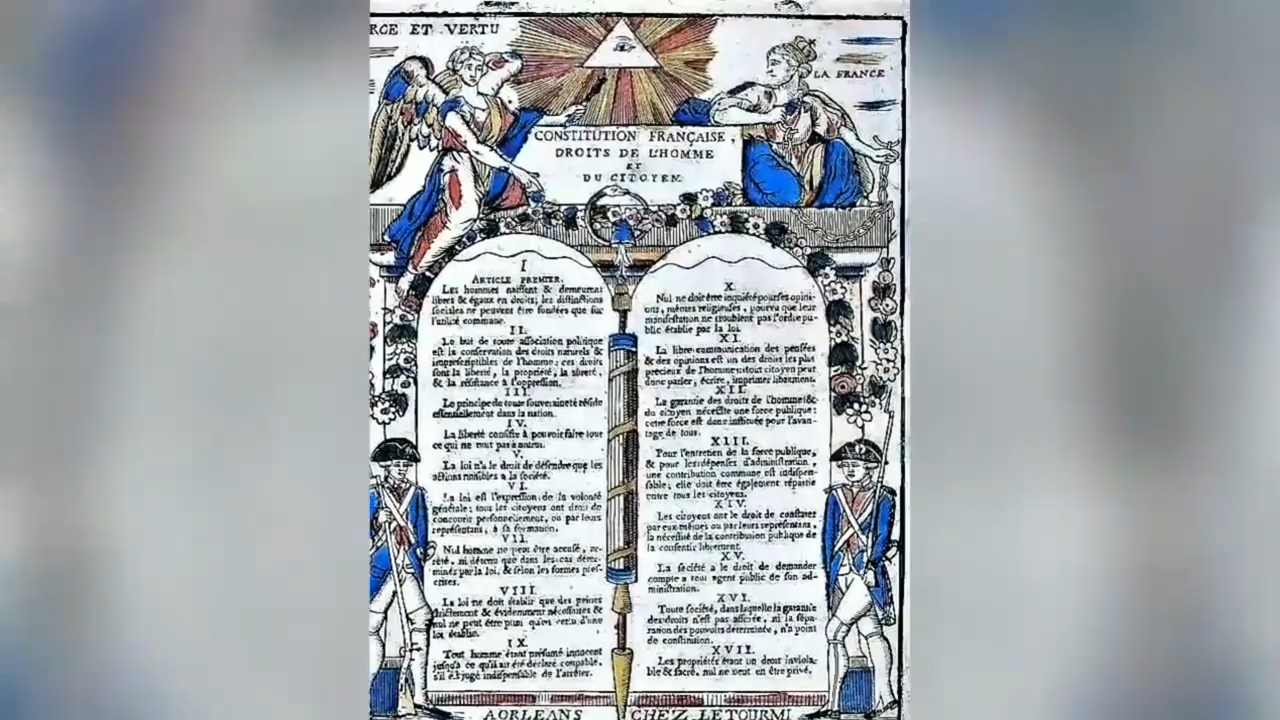 RCE ET VERTU
LA FRANCE
CONSTITUTION FRANÇAISE,
DROITS DE L'HOMME
ET
DU CITOYEN
I
ARTICLE PREMIER.
Les hommes naissent & demeurent
libres & égaux en droits; les distinctions
sociales ne peuvent être fondées que sur
l'utilité commune.
II.
Le but de toute association politique
est la conservation des droits naturels &
imprescriptibles de l'homme; ces droits
sont la liberté, la propriété, la sûreté,
& la résistance à l'oppression.
III.
Le principe de toute souveraineté réside
essentiellement dans la nation.
IV.
La liberté consiste à pouvoir faire tout
ce qui ne nuit pas à autrui.
V.
La loi n'a le droit de défendre que les
actions nuisibles à la société.
VI.
La loi est l'expression de la volonté
générale; tous les citoyens ont droit de
concourir personnellement, ou par leurs
représentans, à sa formation.
VII.
Nul homme ne peut être accusé, ar-
rêté, ni détenu que dans les cas déter-
minés par la loi, & selon les formes pres-
crites.
VIII.
La loi ne doit établir que des peines
strictement & évidemment nécessaires &
nul ne peut être puni qu'en vertu d'une
loi établie.
IX.
Tout homme étant présumé innocent
jusqu'à ce qu'il ait été déclaré coupable,
s'il est jugé indispensable de l'arrêter.
X.
Nul ne doit être inquiété pour ses opini-
ons, mêmes religieuses, pourvu que leur
manifestation ne troublent pas l'ordre pu-
blic établie par la loi.
XI.
La libre communication des pensées
& des opinions est un des droits les plus
précieux de l'homme: tout citoyen peut
donc parler, écrire, imprimer librement.
XII.
La garantie des droits de l'homme &
du citoyen nécessite une force publique:
cette force est donc instituée pour l'avan-
tage de tous.
XIII.
Pour l'entretien de la force publique,
& pour les dépenses d'administration,
une contribution commune est indispen-
sable; elle doit être également répartie
entre tous les citoyens.
XIV.
Les citoyens ont le droit de constater
par eux-mêmes ou par leurs représentans,
la nécessité de la contribution publique de
la consentir librement.
XV.
La société a le droit de demander
compte à tout agent public de son ad-
ministration.
XVI.
Toute société, dans laquelle la garantie
des droits n'est pas assurée, ni la sépa-
ration des pouvoirs déterminée, n'a point
de constitution.
XVII.
Les propriétés étant un droit inviola-
ble & sacré, nul ne peut en être privé.
A ORLEANS CHEZ LETOURMI